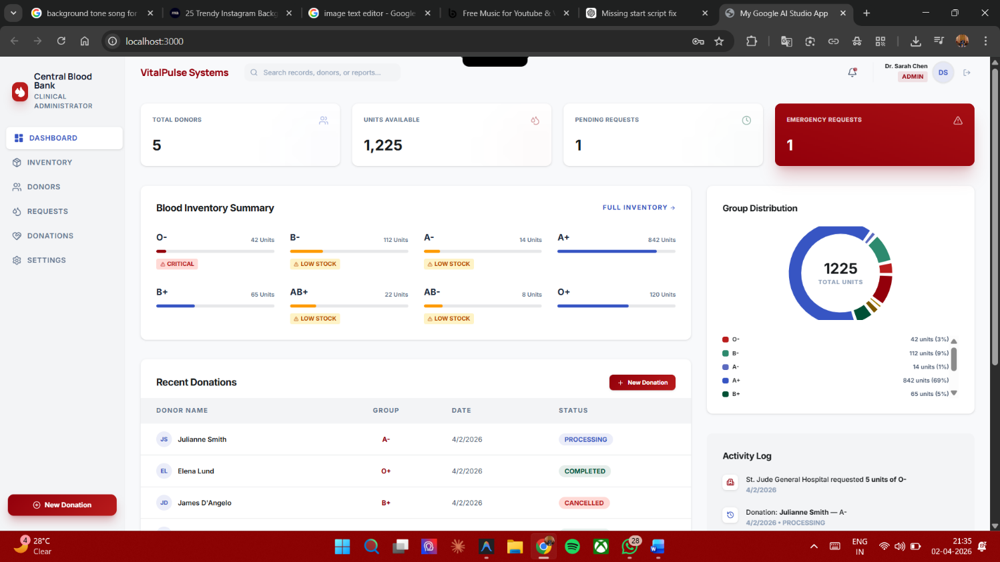 background tone song for
25 Trendy Instagram Backg
image text editor - Google
Free Music for Youtube &
Missing start script fix
My Google AI Studio App
localhost:3000
Central Blood
Bank
CLINICAL
ADMINISTRATOR
DASHBOARD
INVENTORY
DONORS
REQUESTS
DONATIONS
SETTINGS
New Donation
VitalPulse Systems
Search records, donors, or reports...
Dr. Sarah Chen
ADMIN
DS
TOTAL DONORS
5
UNITS AVAILABLE
1,225
PENDING REQUESTS
1
EMERGENCY REQUESTS
1
Blood Inventory Summary
FULL INVENTORY →
O-
42 Units
CRITICAL
B-
112 Units
LOW STOCK
A-
14 Units
LOW STOCK
A+
842 Units
B+
65 Units
AB+
22 Units
LOW STOCK
AB-
8 Units
LOW STOCK
O+
120 Units
Group Distribution
1225
TOTAL UNITS
O- 42 units (3%)
B- 112 units (9%)
A- 14 units (1%)
A+ 842 units (69%)
B+ 65 units (5%)
Recent Donations
+ New Donation
DONOR NAME GROUP DATE STATUS
JS Julianne Smith A- 4/2/2026 PROCESSING
EL Elena Lund O+ 4/2/2026 COMPLETED
JD James D'Angelo B+ 4/2/2026 CANCELLED
Activity Log
St. Jude General Hospital requested 5 units of O-
4/2/2026
Donation: Julianne Smith — A-
4/2/2026 • PROCESSING
4
28°C
Clear
28
ENG
IN
21:35
02-04-2026